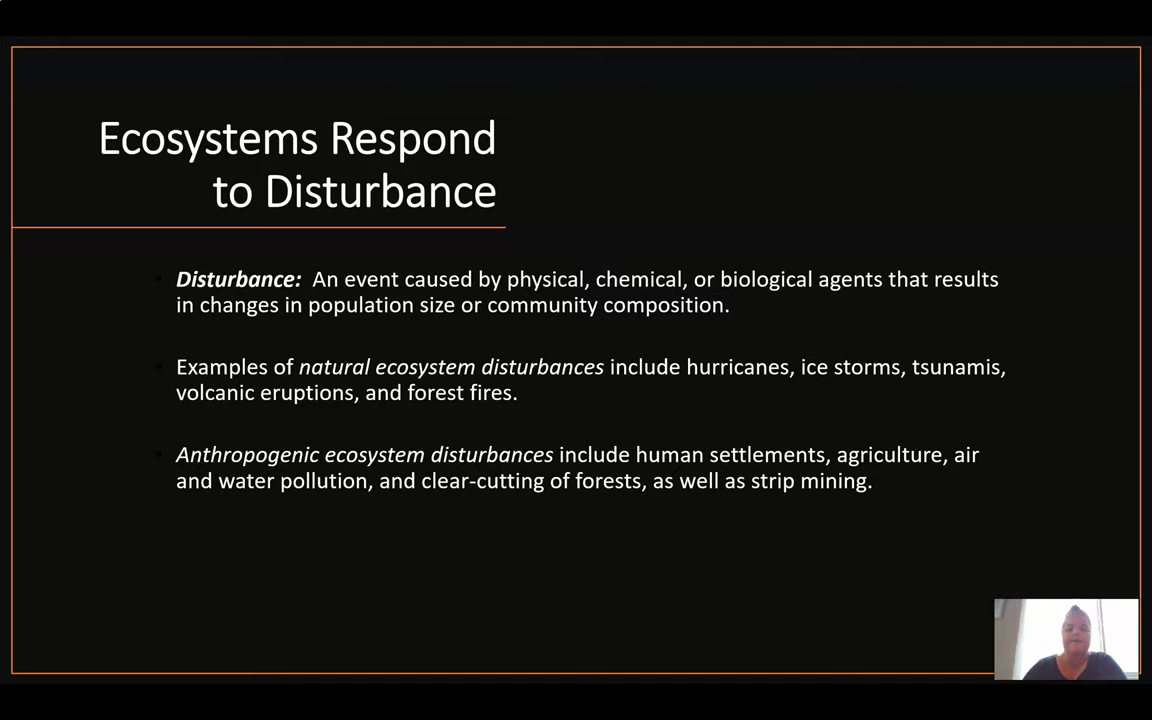 Ecosystems Respond
to Disturbance
Disturbance: An event caused by physical, chemical, or biological agents that results
in changes in population size or community composition.
Examples of natural ecosystem disturbances include hurricanes, ice storms, tsunamis,
volcanic eruptions, and forest fires.
Anthropogenic ecosystem disturbances include human settlements, agriculture, air
and water pollution, and clear-cutting of forests, as well as strip mining.